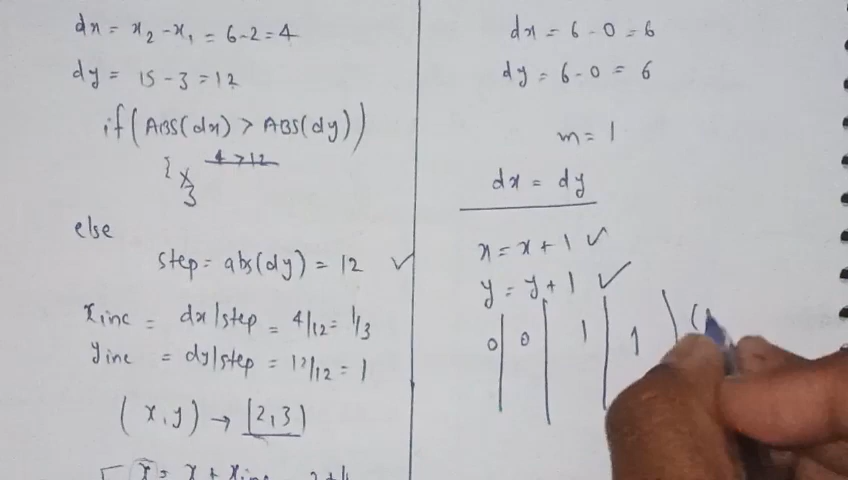 dx = x₂ - x₁ = 6-2 = 4
dy = 15 - 3 = 12
if (ABS(dx) > ABS(dy))
{ 4 > 12
x
}
else
step = abs(dy) = 12 ✓
xinc = dx/step = 4/12 = 1/3
yinc = dy/step = 12/12 = 1
(x,y) → [2,3)
x = x + xinc
dx = 6 - 0 = 6
dy = 6 - 0 = 6
m = 1
dx = dy
x = x + 1 ✓
y = y + 1 ✓
0 | 0 | 1 | 1 | (